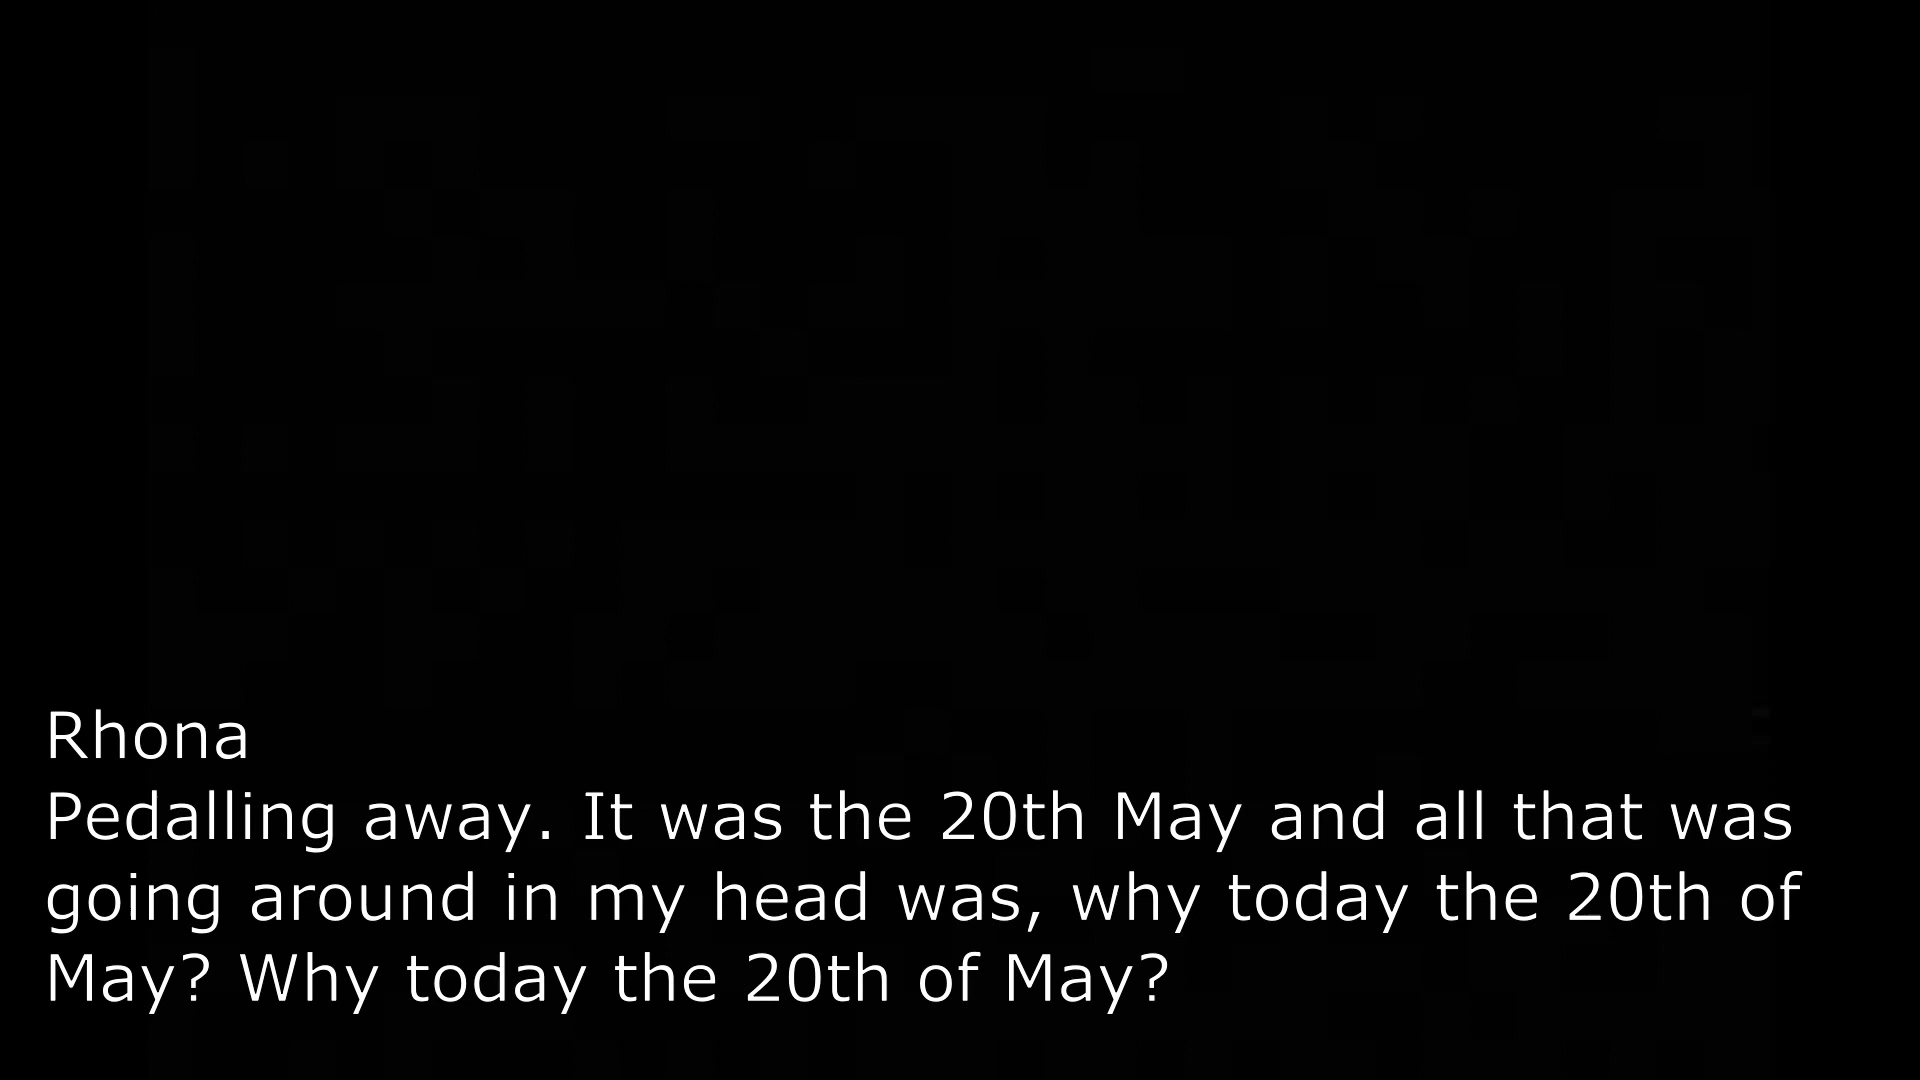 Rhona
Pedalling away. It was the 20th May and all that was
going around in my head was, why today the 20th of
May? Why today the 20th of May?